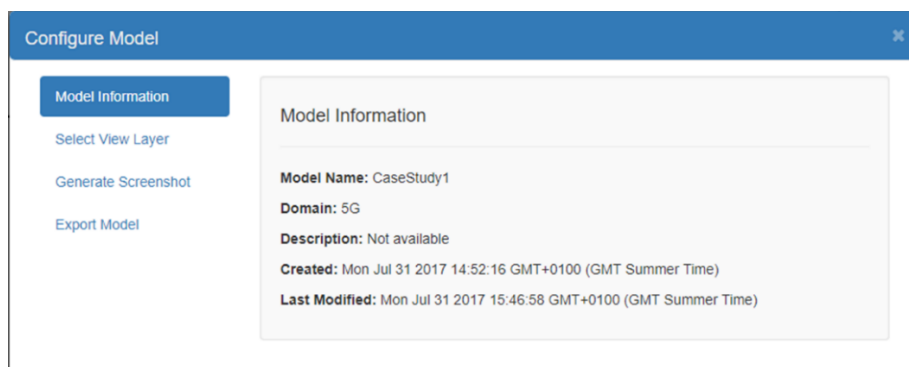 Configure Model
Model Information
Select View Layer
Generate Screenshot
Export Model
Model Information
Model Name: CaseStudy1
Domain: 5G
Description: Not available
Created: Mon Jul 31 2017 14:52:16 GMT+0100 (GMT Summer Time)
Last Modified: Mon Jul 31 2017 15:46:58 GMT+0100 (GMT Summer Time)